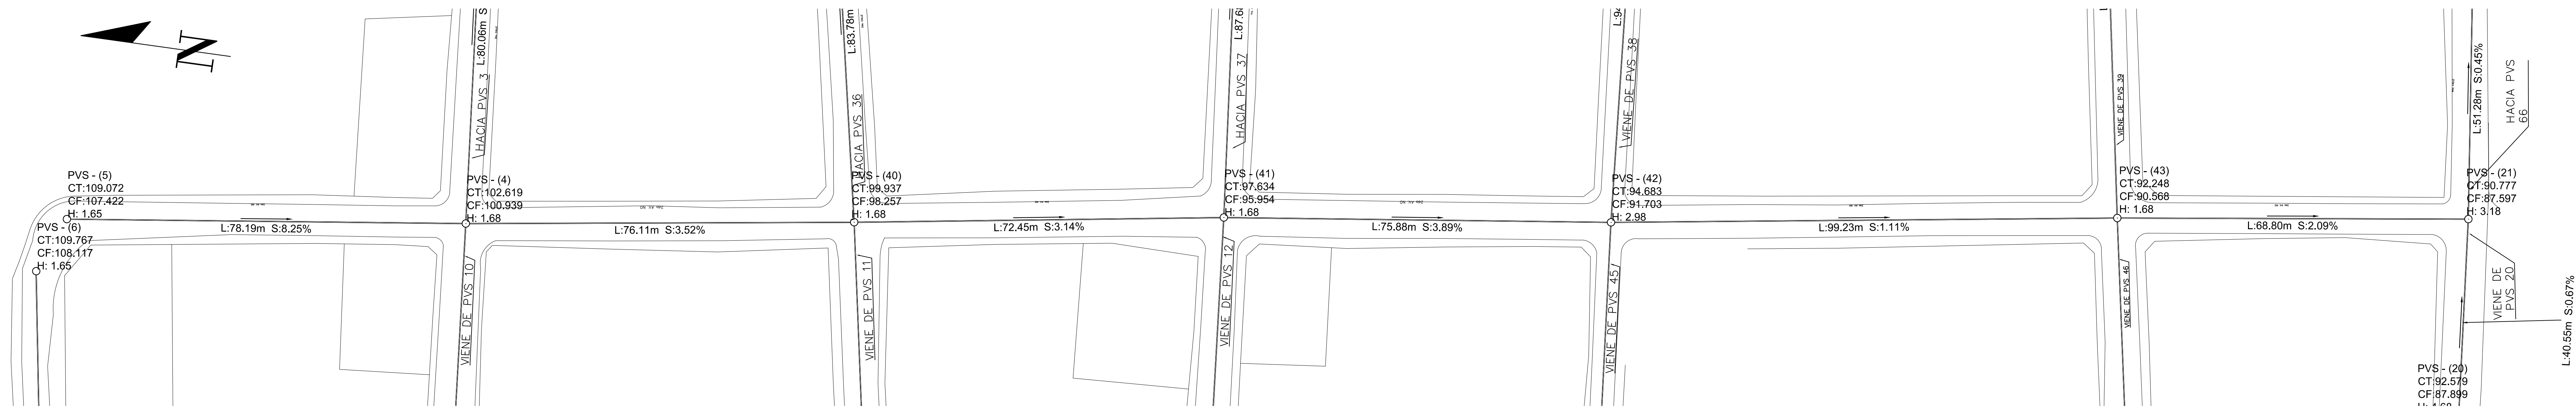 N
PVS - (5)
CT:109.072
CF:107.422
H: 1.65
PVS - (6)
CT:109.767
CF:108.117
H: 1.65
L:78.19m S:8.25%
L:80.06m S
HACIA PVS 3
PVS - (4)
CT:102.619
CF:100.939
H: 1.68
VIENE DE PVS 10
L:76.11m S:3.52%
L:83.78m
HACIA PVS 36
PVS - (40)
CT:99.937
CF:98.257
H: 1.68
VIENE DE PVS 11
L:72.45m S:3.14%
L:87.6
HACIA PVS 37
PVS - (41)
CT:97.634
CF:95.954
H: 1.68
VIENE DE PVS 12
L:75.88m S:3.89%
VIENE DE PVS 38
PVS - (42)
CT:94.683
CF:91.703
H: 2.98
VIENE DE PVS 45
L:99.23m S:1.11%
VIENE DE PVS 39
PVS - (43)
CT:92.248
CF:90.568
H: 1.68
VIENE DE PVS 46
L:68.80m S:2.09%
L:51.28m S:0.45%
HACIA PVS
66
PVS - (21)
CT:90.777
CF:87.597
H: 3.18
VIENE DE
PVS 20
L:40.55m S:0.67%
PVS - (20)
CT:92.579
CF:87.899